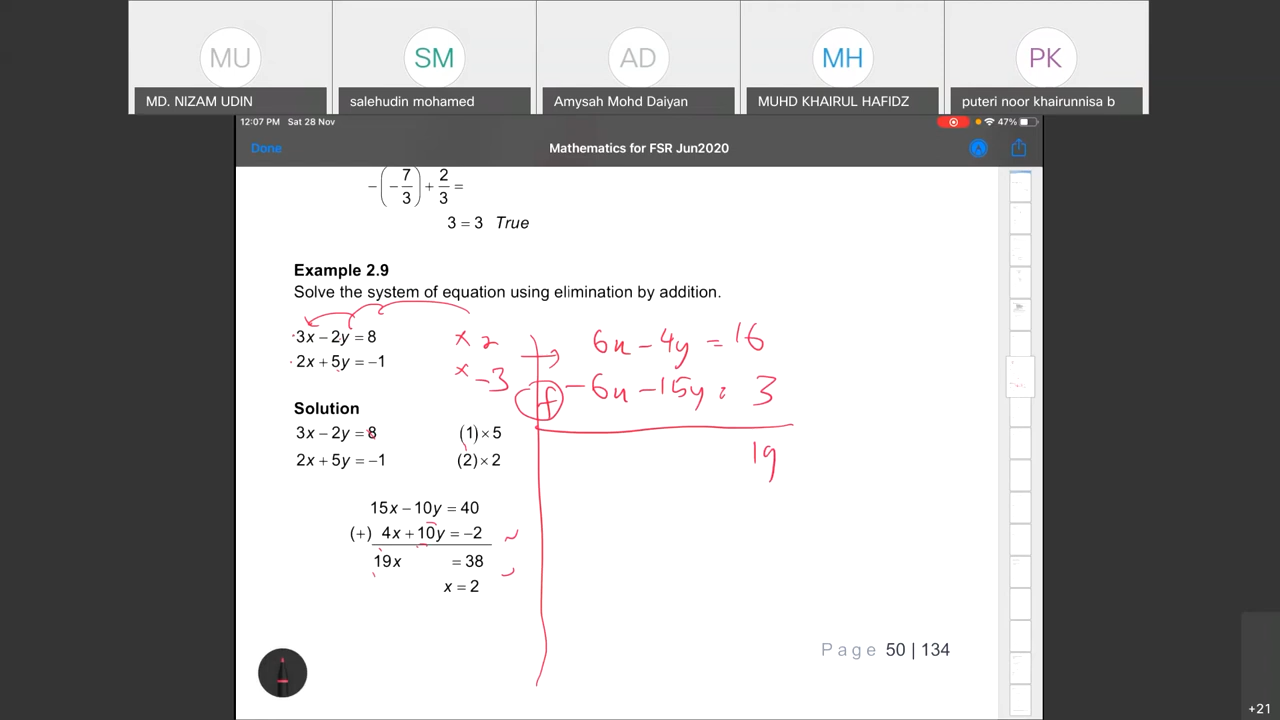 MU SM AD MH PK
MD. NIZAM UDIN salehudin mohamed Amysah Mohd Daiyan MUHD KHAIRUL HAFIDZ puteri noor khairunnisa b
12:07 PM Sat 28 Nov 47%
Done Mathematics for FSR Jun2020
-(-7/3) + 2/3 =
3 = 3 True
Example 2.9
Solve the system of equation using elimination by addition.
3x − 2y = 8 × 2 6x − 4y = 16
2x + 5y = −1 × −3 + −6x − 15y = 3
19
Solution
3x − 2y = 8 (1) × 5
2x + 5y = −1 (2) × 2
15x − 10y = 40
(+) 4x + 10y = −2
19x = 38
x = 2
Page 50 | 134
+21